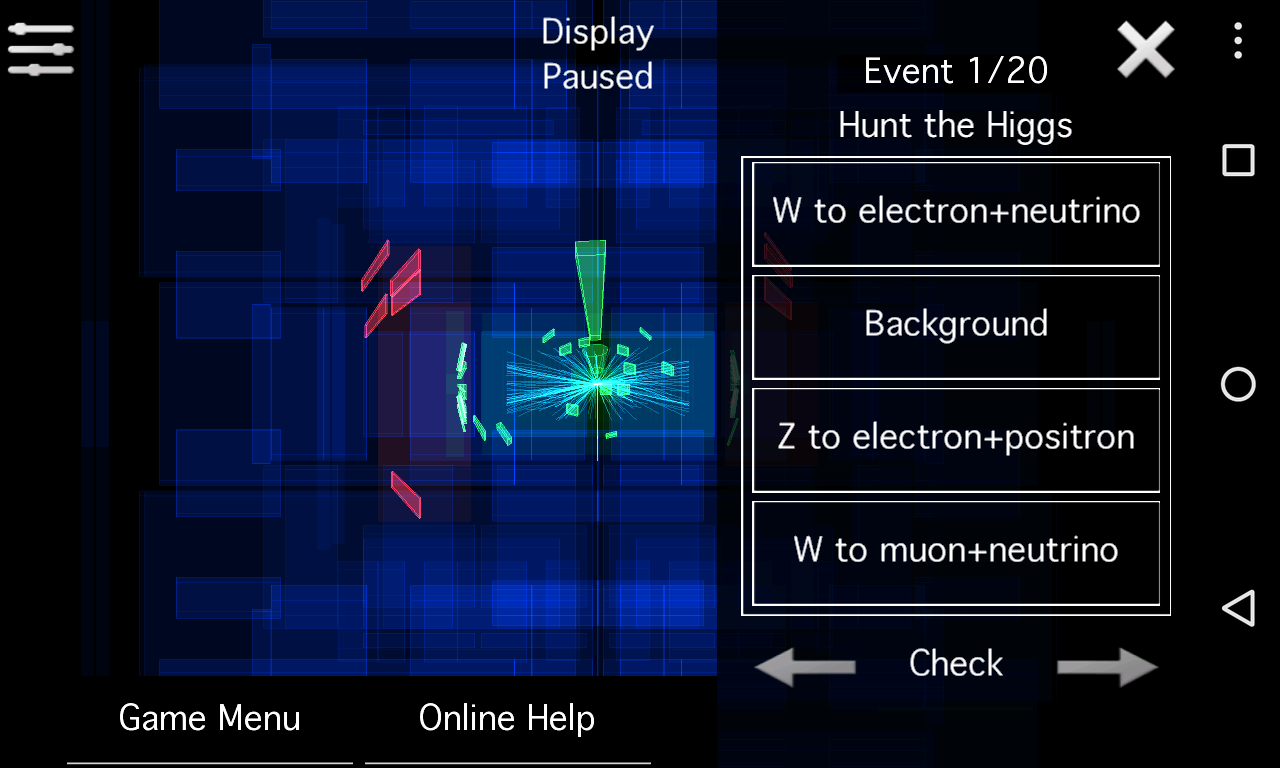 Display
Paused
Event 1/20
Hunt the Higgs
W to electron+neutrino
Background
Z to electron+positron
W to muon+neutrino
Check
Game Menu
Online Help